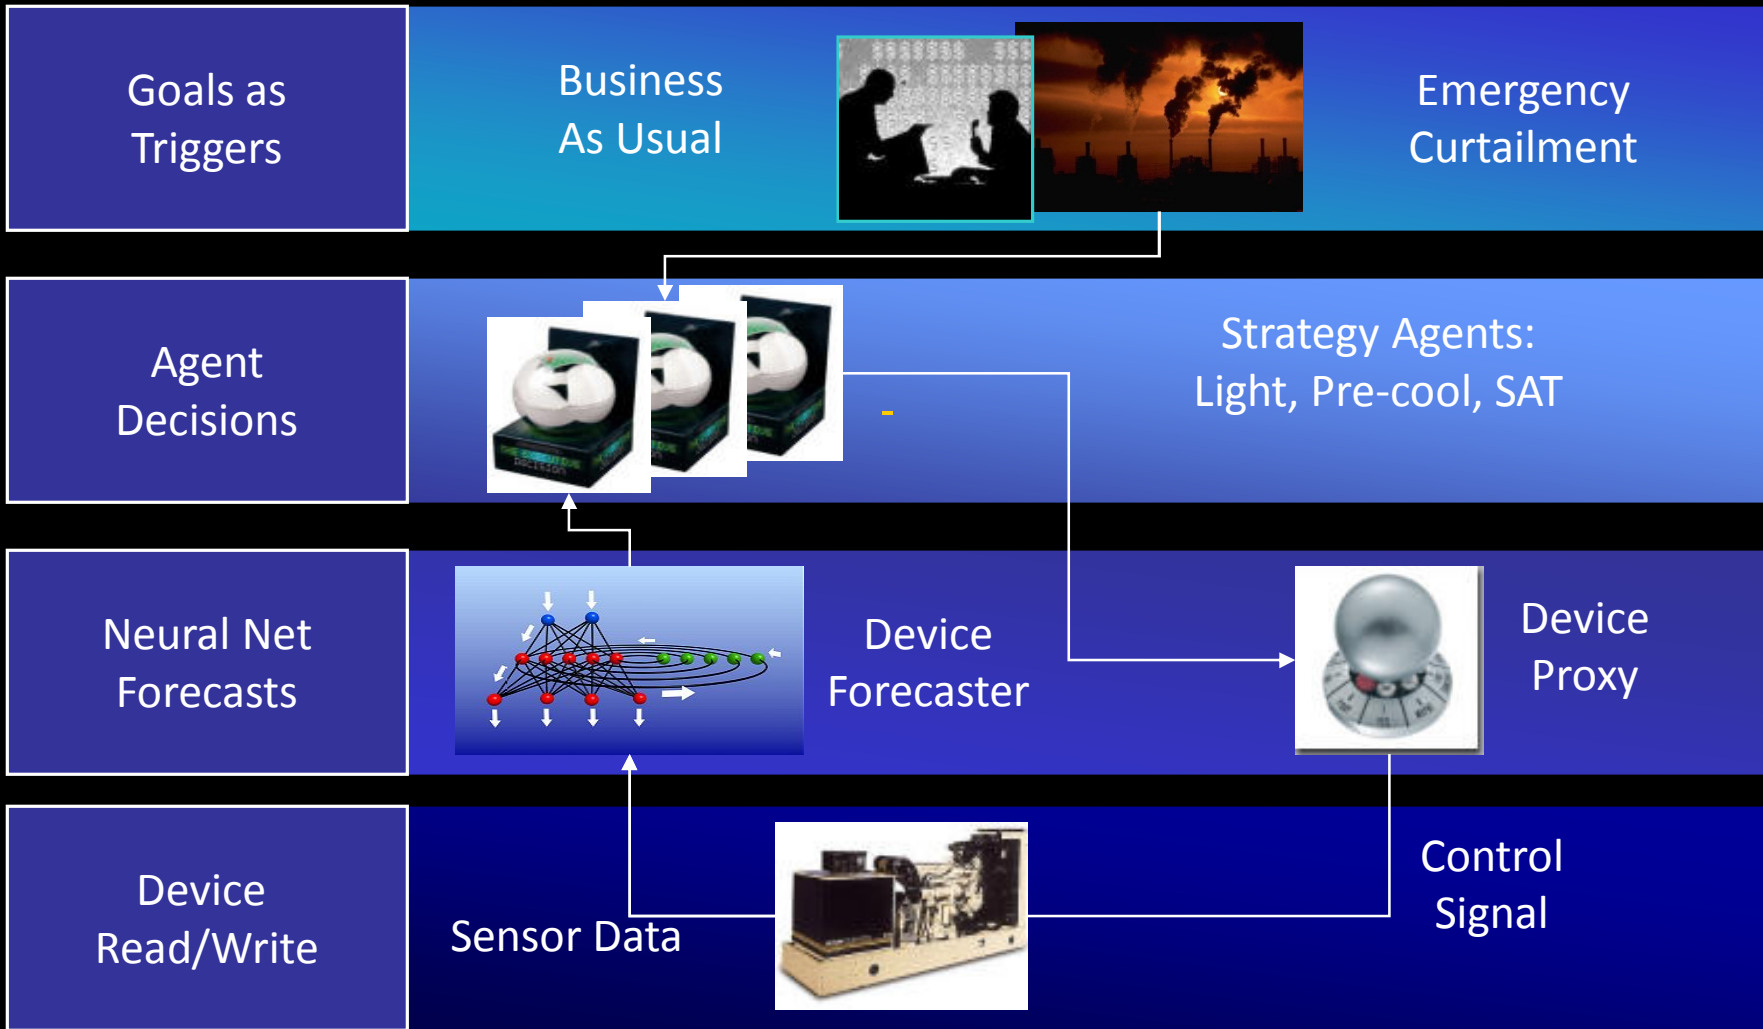 Goals as
Triggers
Business
As Usual
Emergency
Curtailment
Agent
Decisions
Strategy Agents:
Light, Pre-cool, SAT
Decision
Neural Net
Forecasts
Device
Forecaster
Device
Proxy
Device
Read/Write
Sensor Data
Control
Signal